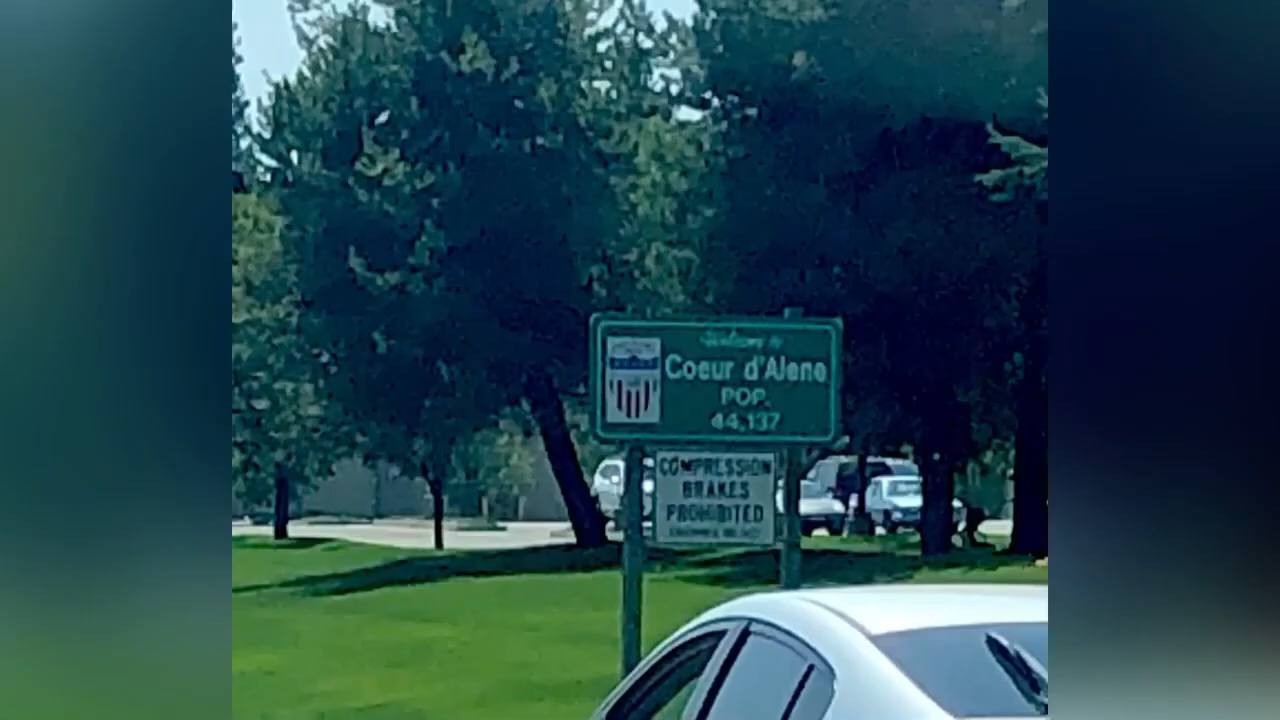 Welcome to
Coeur d'Alene
POP.
44,137
COMPRESSION
BRAKES
PROHIBITED